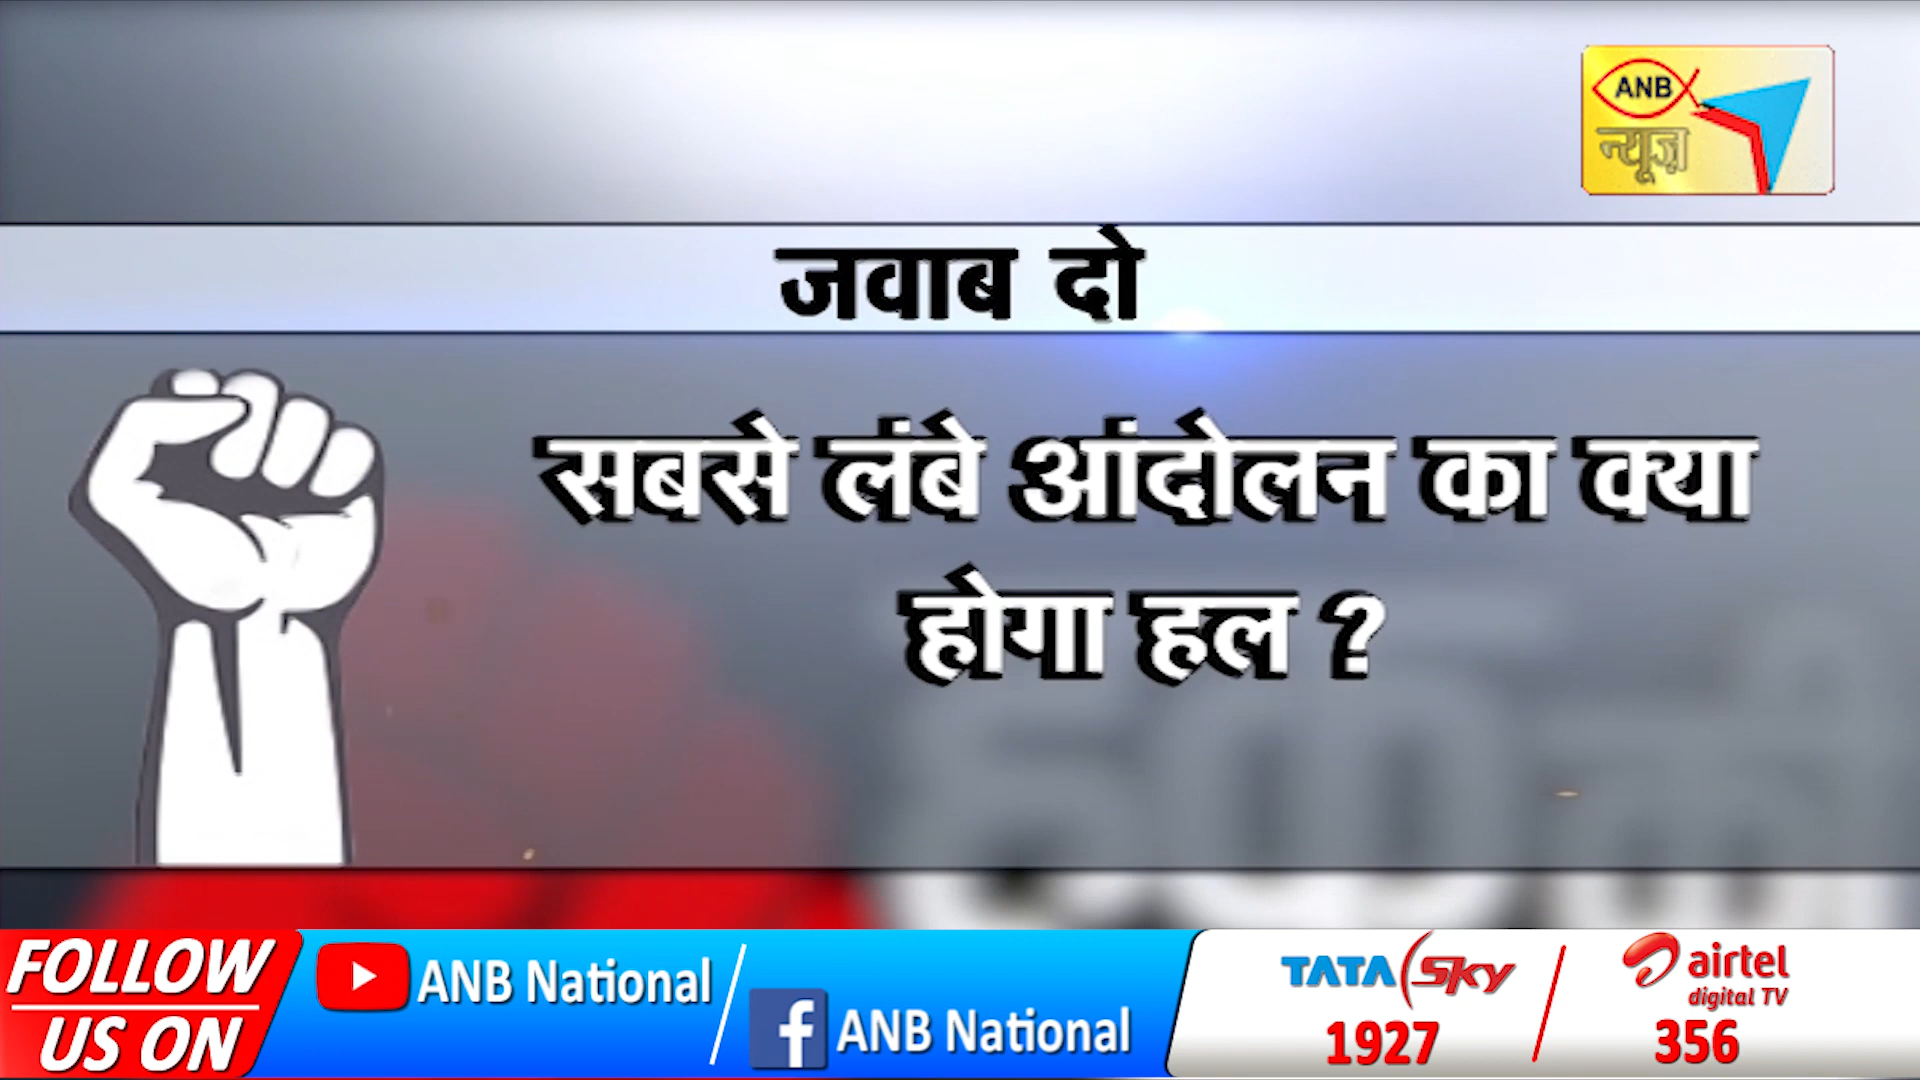 ANB
न्यूज़
जवाब दो
सबसे लंबे आंदोलन का क्या
होगा हल ?
FOLLOW
US ON
ANB National
ANB National
TATA Sky
1927
airtel
digital TV
356